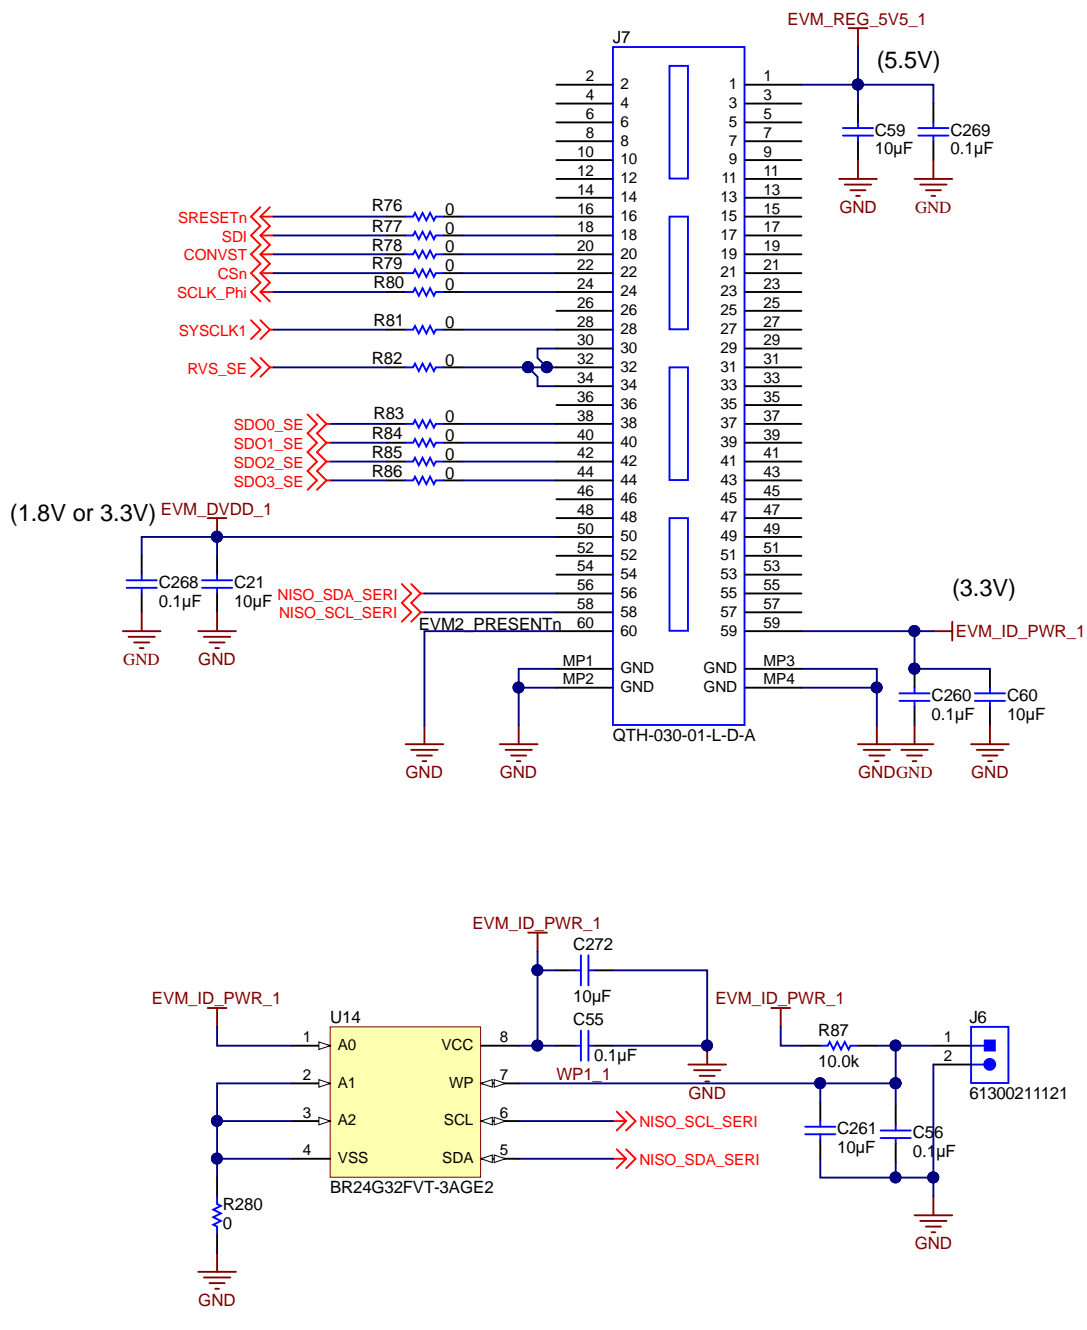 EVM_REG_5V5_1
J7
(5.5V)
2 2 1 1
4 4 3 3
6 6 5 5
C59 C269
10µF 0.1µF
8 8 7 7
10 10 9 9
12 12 11 11
14 14 13 13
GND GND
SRESETn R76 0 16 16 15 15
SDI R77 0 18 18 17 17
CONVST R78 0 20 20 19 19
CSn R79 0 22 22 21 21
SCLK_Phi R80 0 24 24 23 23
26 26 25 25
SYSCLK1 R81 0 28 28 27 27
30 30 29 29
RVS_SE R82 0 32 32 31 31
34 34 33 33
36 36 35 35
SDO0_SE R83 0 38 38 37 37
SDO1_SE R84 0 40 40 39 39
SDO2_SE R85 0 42 42 41 41
SDO3_SE R86 0 44 44 43 43
46 46 45 45
(1.8V or 3.3V) EVM_DVDD_1
48 48 47 47
50 50 49 49
52 52 51 51
54 54 53 53
C268 C21
0.1µF 10µF
NISO_SDA_SERI 56 56 55 55
(3.3V)
NISO_SCL_SERI 58 58 57 57
EVM2_PRESENTn 60 60 59 59 EVM_ID_PWR_1
GND GND
MP1 GND GND MP3
MP2 GND GND MP4
C260 C60
0.1µF 10µF
QTH-030-01-L-D-A
GND GND GND GND GND
EVM_ID_PWR_1
C272
10µF
EVM_ID_PWR_1 EVM_ID_PWR_1
U14 C55 R87 J6
1 A0 VCC 8 0.1µF 10.0k 1
2
WP1_1
2 A1 WP 7 GND 61300211121
3 A2 SCL 6 NISO_SCL_SERI C261 C56
10µF 0.1µF
4 VSS SDA 5 NISO_SDA_SERI
BR24G32FVT-3AGE2
R280
0
GND
GND